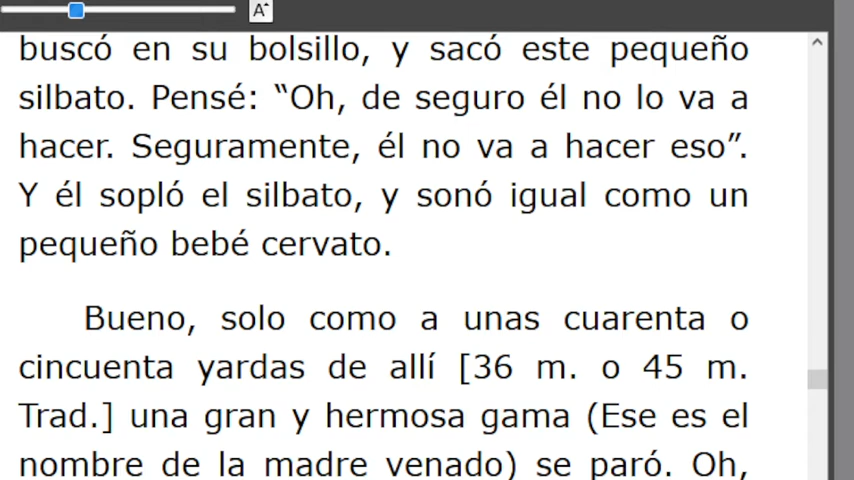 A
buscó en su bolsillo, y sacó este pequeño
silbato. Pensé: “Oh, de seguro él no lo va a
hacer. Seguramente, él no va a hacer eso”.
Y él sopló el silbato, y sonó igual como un
pequeño bebé cervato.
Bueno, solo como a unas cuarenta o
cincuenta yardas de allí [36 m. o 45 m.
Trad.] una gran y hermosa gama (Ese es el
nombre de la madre venado) se paró. Oh,